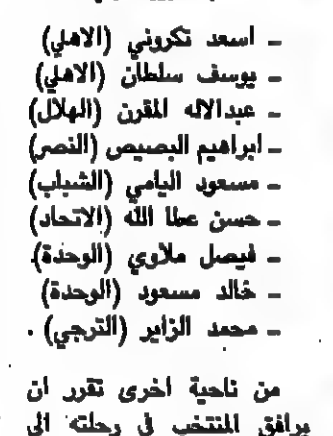 - اسعد تكروني (الاهلي)
- يوسف سلطان (الاهلي)
- عبدالاله المقرن (الهلال)
- ابراهيم البصيص (النصر)
- مسعود اليامي (الشباب)
- حسن عطا الله (الاتحاد)
- فيصل ملاوي (الوحدة)
- خالد مسعود (الوحدة)
- محمد الزاير (الترجي) .
من ناحية اخرى تقرر ان
يرافق المنتخب في رحلته الى